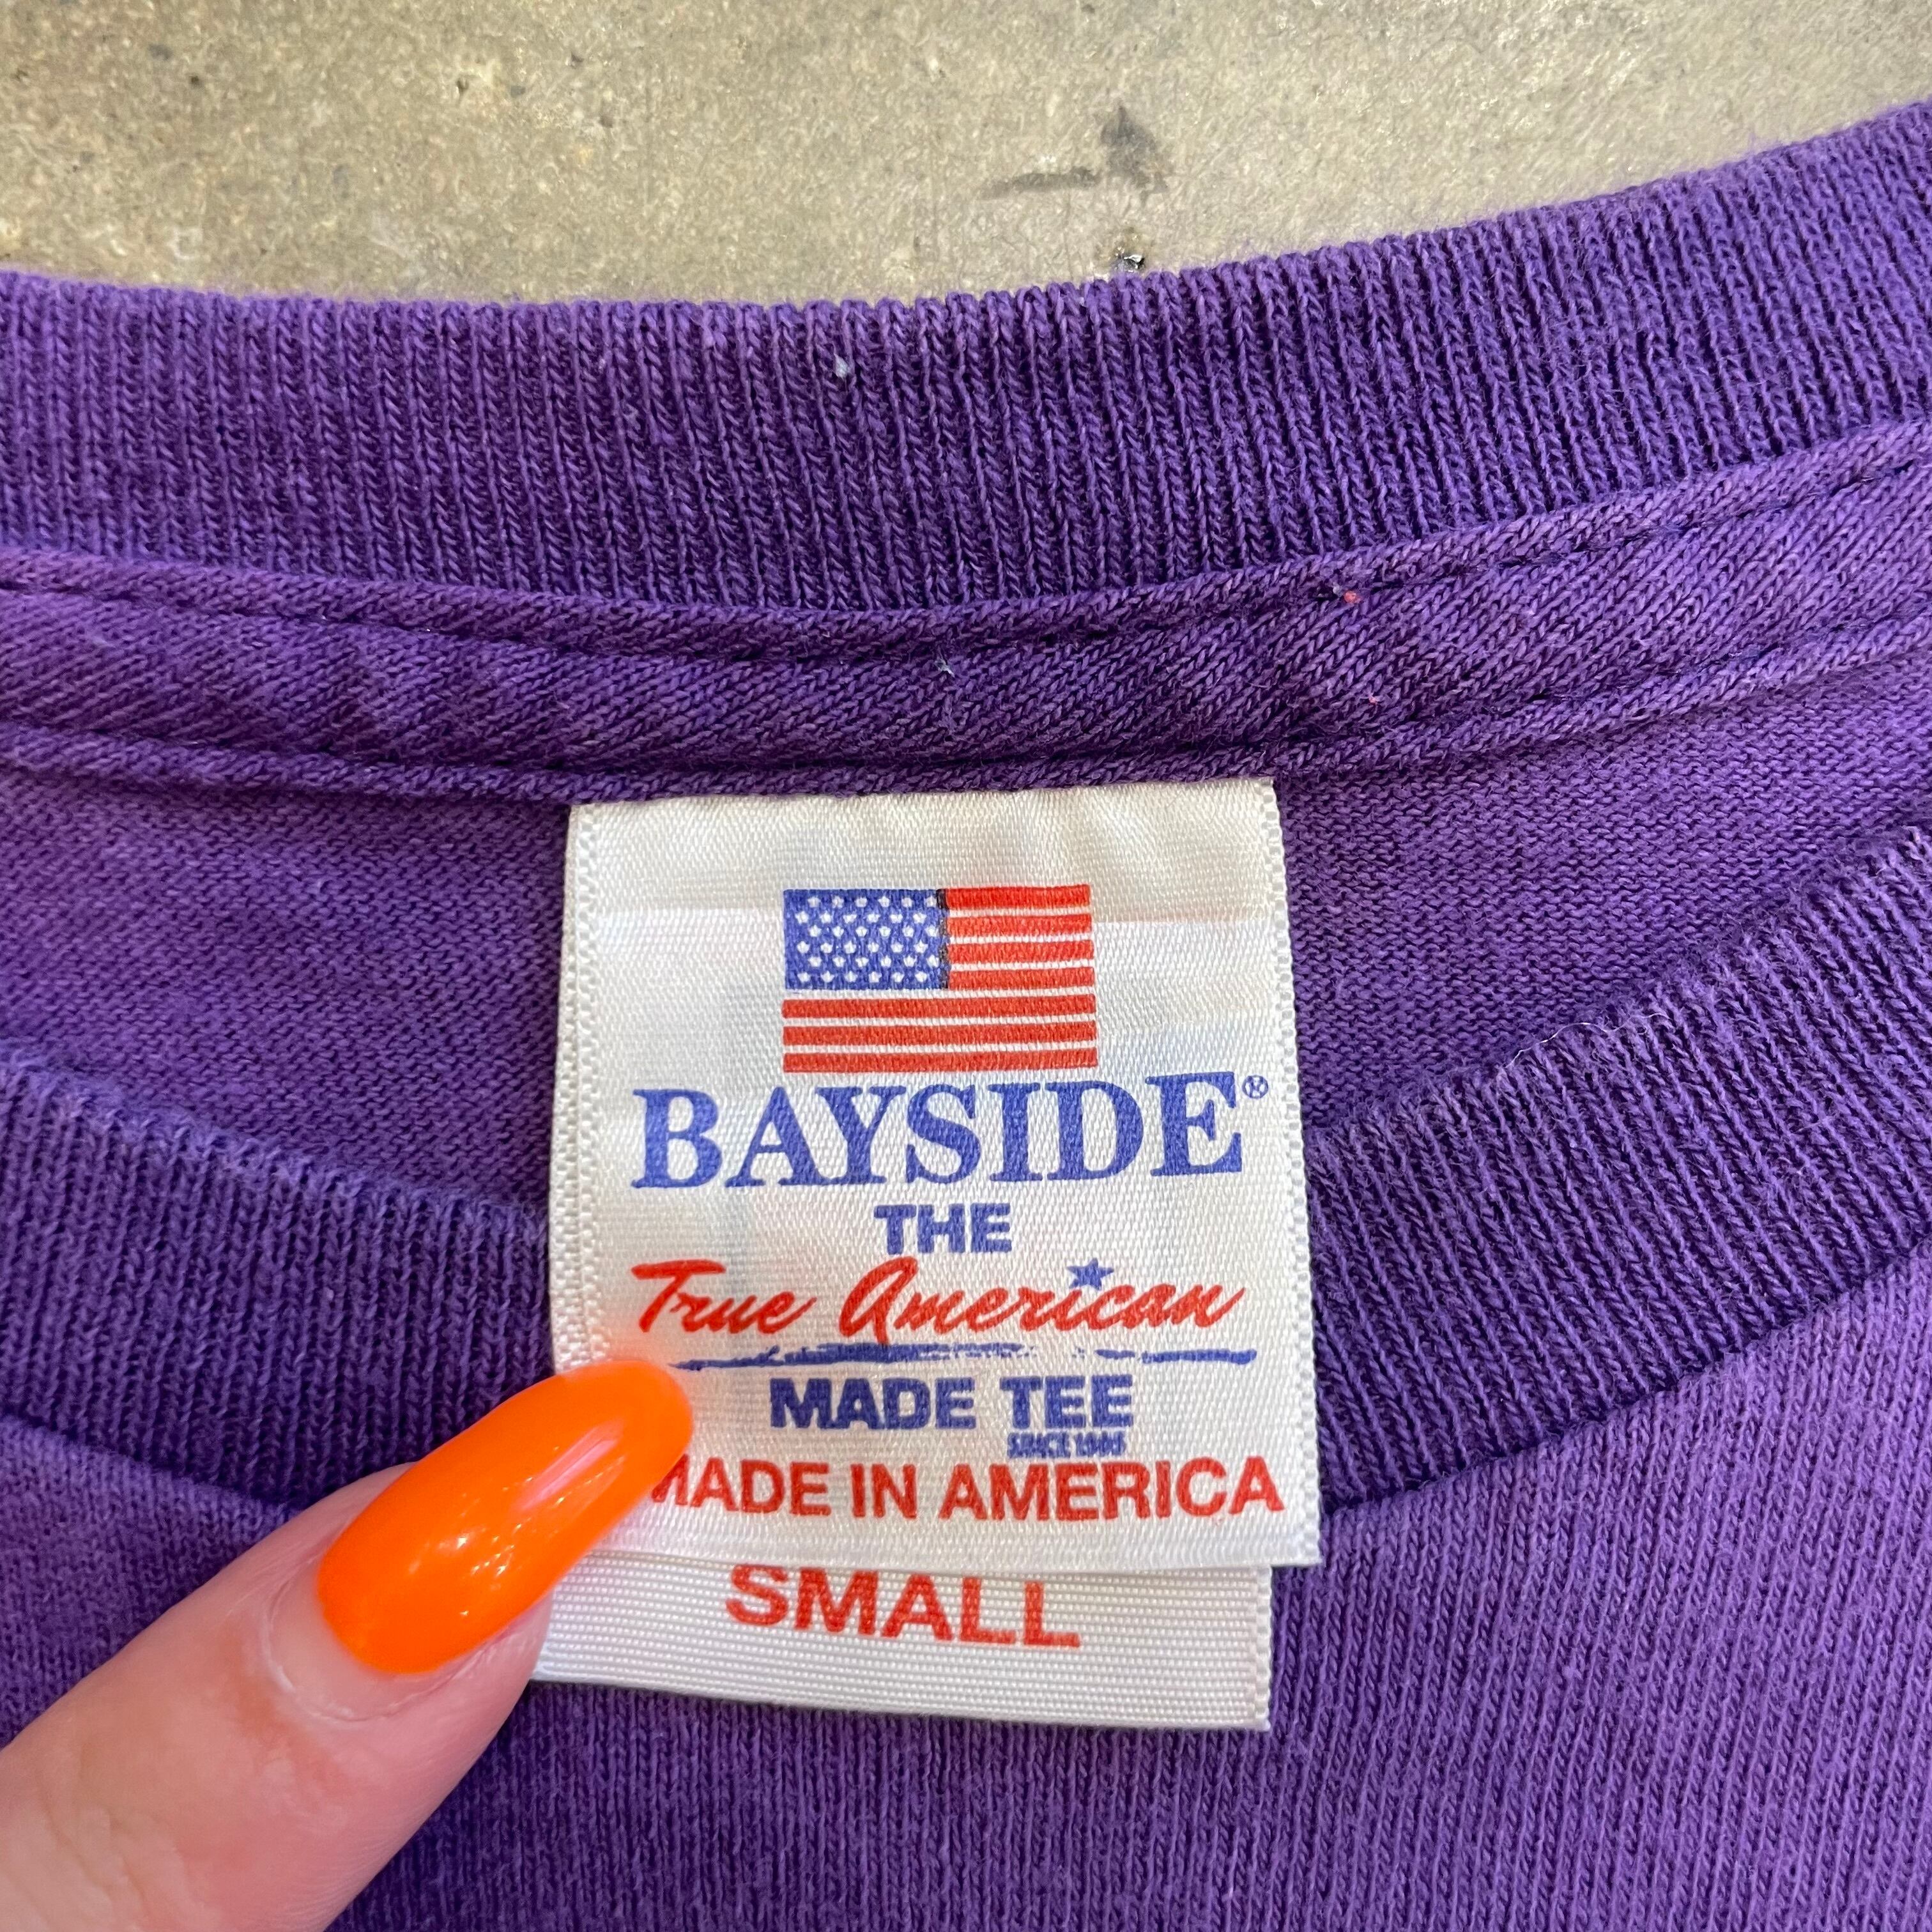 BAYSIDE®
THE
True American
MADE TEE
MADE IN AMERICA
SMALL